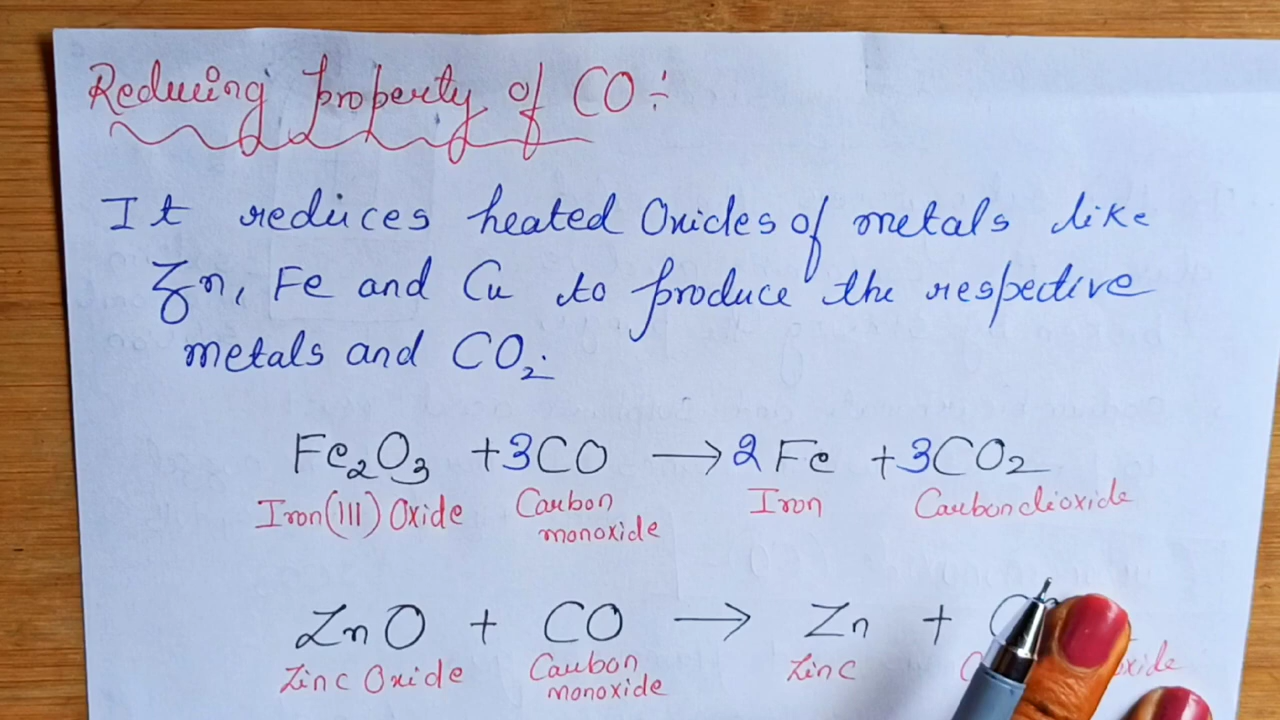 Reducing property of CO:-
It reduces heated Oxides of metals like
Zn, Fe and Cu to produce the respective
metals and CO₂.
Fe₂O₃ + 3CO → 2Fe + 3CO₂
Iron(III) Oxide Carbon monoxide Iron Carbondioxide
ZnO + CO → Zn +
Zinc Oxide Carbon monoxide Zinc